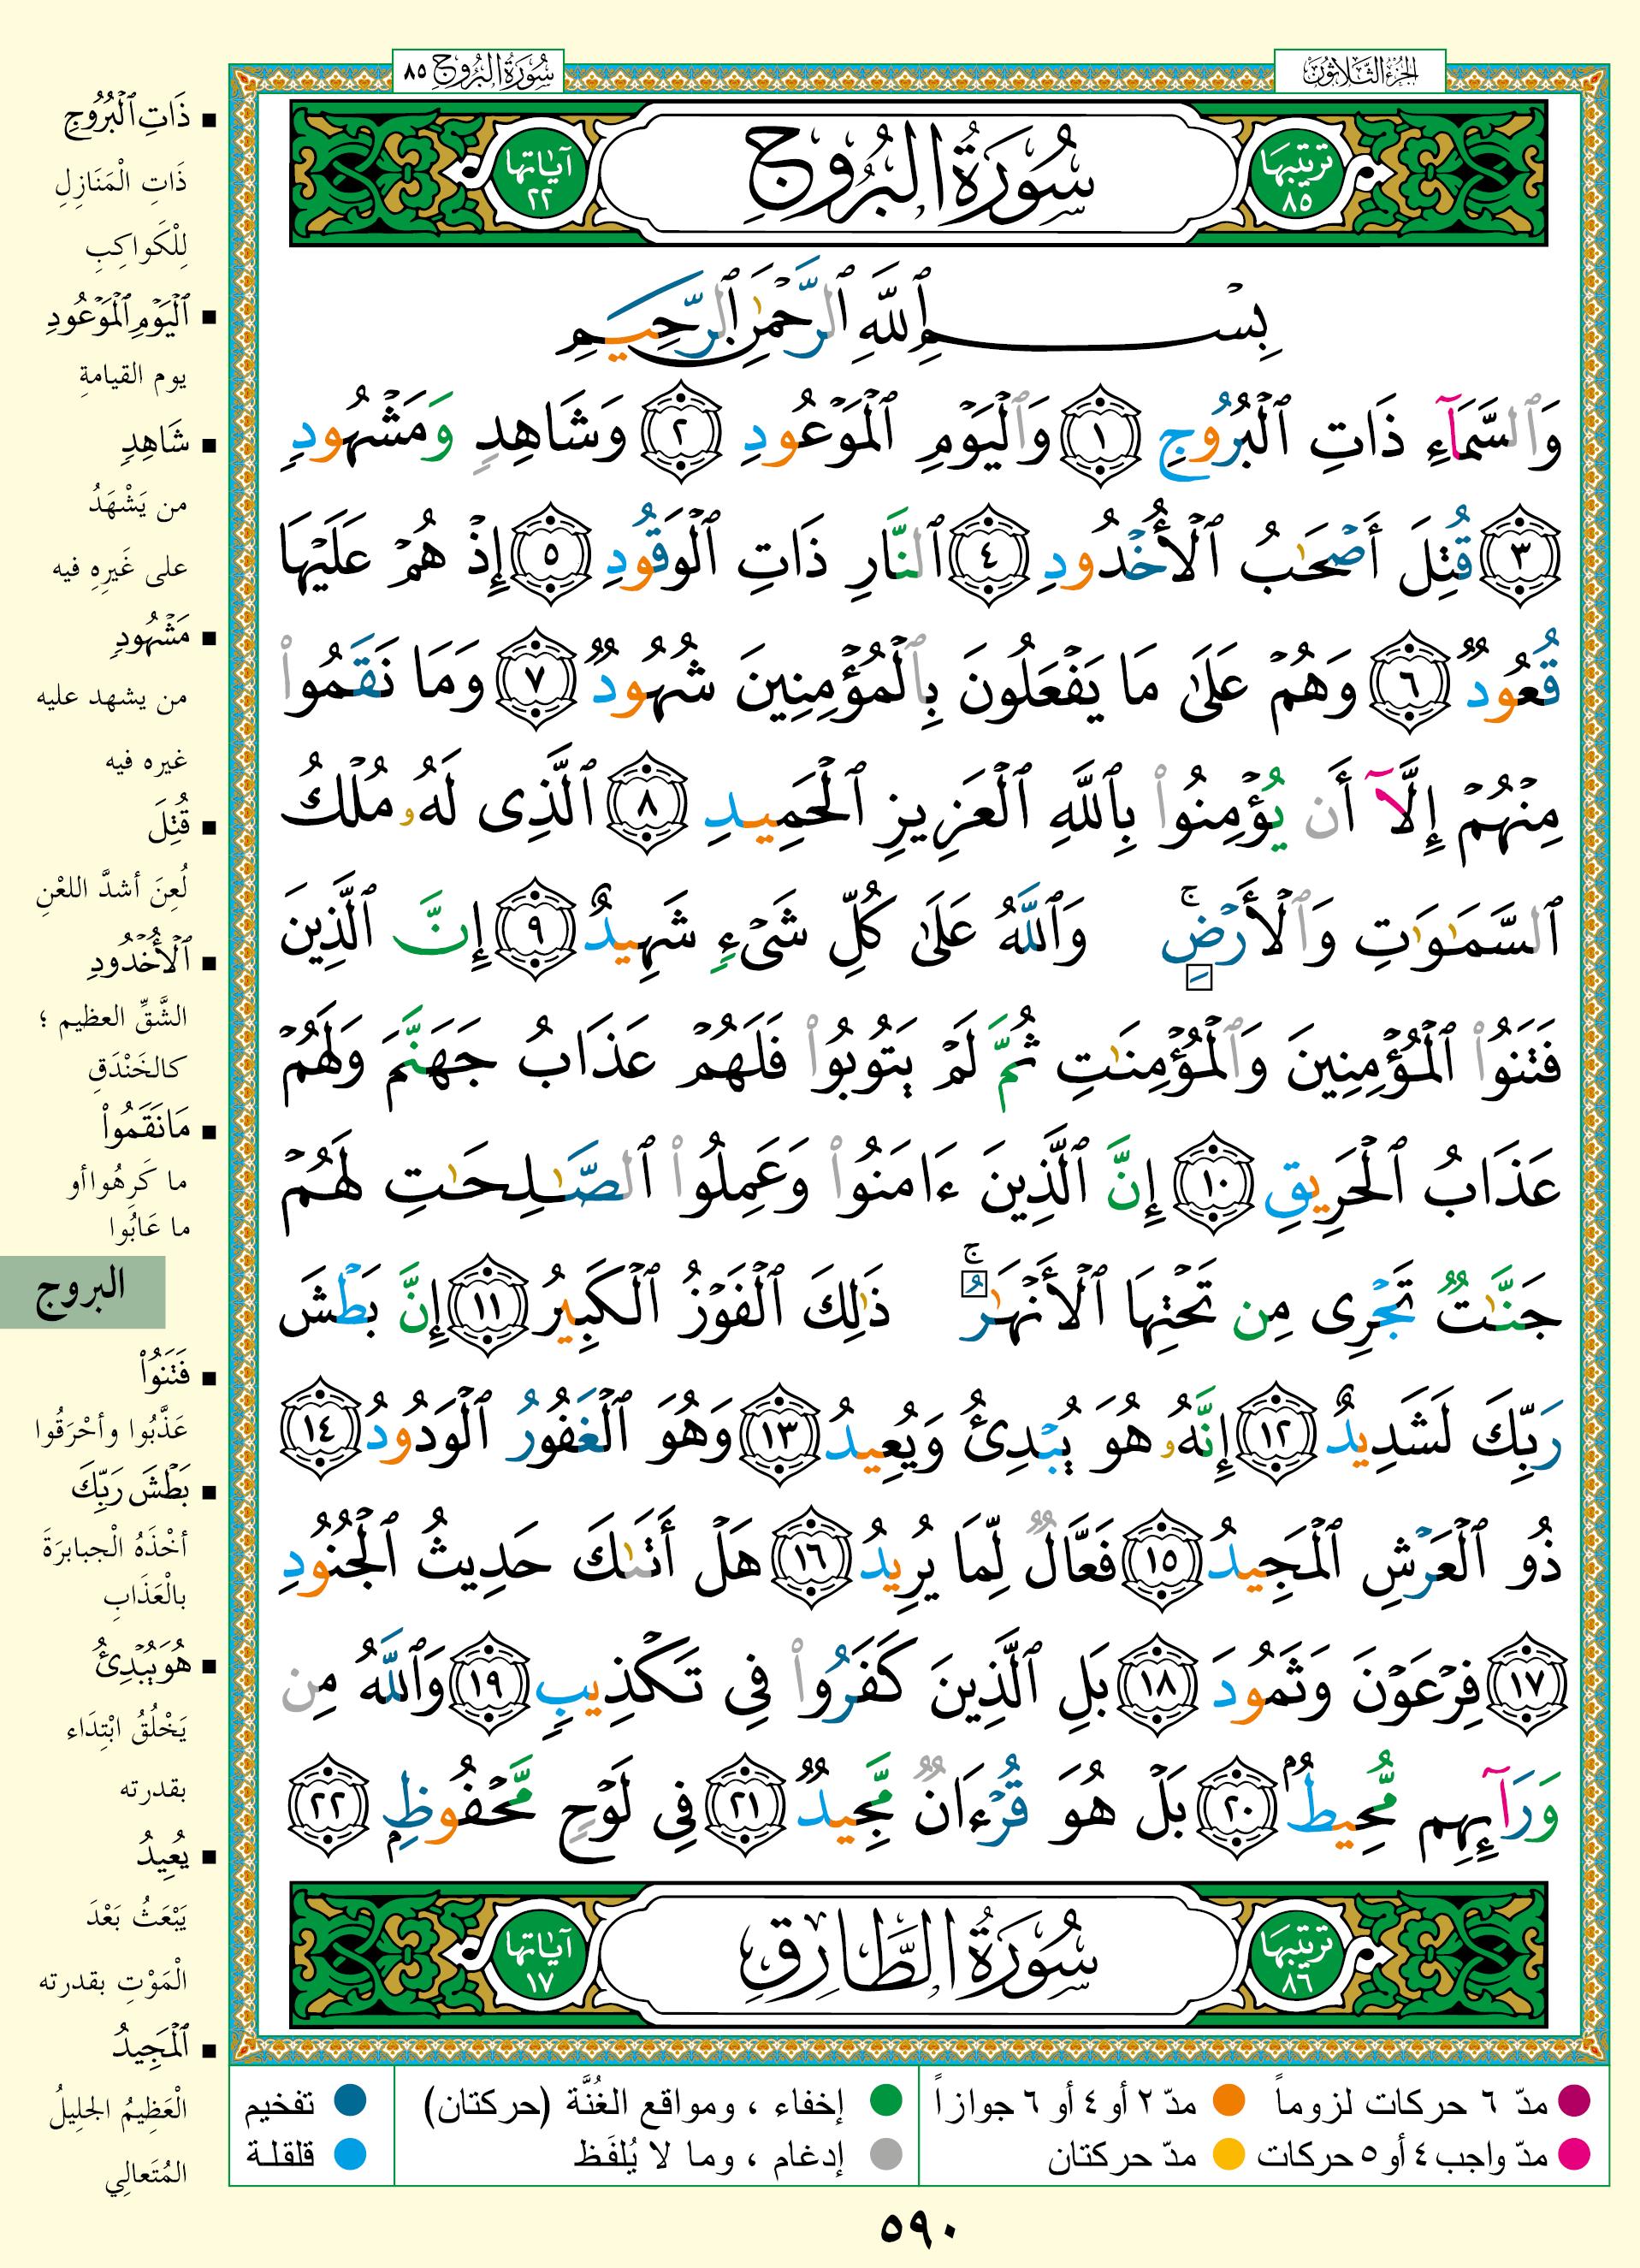 الجزء الثلاثون
سورة البروج ٨٥
ترتيبها ٨٥
سُورَةُ الْبُرُوجِ
آياتها ٢٢
بِسْمِ ٱللَّهِ ٱلرَّحْمَٰنِ ٱلرَّحِيمِ
وَٱلسَّمَآءِ ذَاتِ ٱلْبُرُوجِ ١ وَٱلْيَوْمِ ٱلْمَوْعُودِ ٢ وَشَاهِدٍ وَمَشْهُودٍ
٣ قُتِلَ أَصْحَٰبُ ٱلْأُخْدُودِ ٤ ٱلنَّارِ ذَاتِ ٱلْوَقُودِ ٥ إِذْ هُمْ عَلَيْهَا
قُعُودٌ ٦ وَهُمْ عَلَىٰ مَا يَفْعَلُونَ بِٱلْمُؤْمِنِينَ شُهُودٌ ٧ وَمَا نَقَمُوا۟
مِنْهُمْ إِلَّآ أَن يُؤْمِنُوا۟ بِٱللَّهِ ٱلْعَزِيزِ ٱلْحَمِيدِ ٨ ٱلَّذِى لَهُۥ مُلْكُ
ٱلسَّمَٰوَٰتِ وَٱلْأَرْضِ ۚ وَٱللَّهُ عَلَىٰ كُلِّ شَىْءٍ شَهِيدٌ ٩ إِنَّ ٱلَّذِينَ
فَتَنُوا۟ ٱلْمُؤْمِنِينَ وَٱلْمُؤْمِنَٰتِ ثُمَّ لَمْ يَتُوبُوا۟ فَلَهُمْ عَذَابُ جَهَنَّمَ وَلَهُمْ
عَذَابُ ٱلْحَرِيقِ ١٠ إِنَّ ٱلَّذِينَ ءَامَنُوا۟ وَعَمِلُوا۟ ٱلصَّٰلِحَٰتِ لَهُمْ
جَنَّٰتٌ تَجْرِى مِن تَحْتِهَا ٱلْأَنْهَٰرُ ۚ ذَٰلِكَ ٱلْفَوْزُ ٱلْكَبِيرُ ١١ إِنَّ بَطْشَ
رَبِّكَ لَشَدِيدٌ ١٢ إِنَّهُۥ هُوَ يُبْدِئُ وَيُعِيدُ ١٣ وَهُوَ ٱلْغَفُورُ ٱلْوَدُودُ ١٤
ذُو ٱلْعَرْشِ ٱلْمَجِيدُ ١٥ فَعَّالٌ لِّمَا يُرِيدُ ١٦ هَلْ أَتَىٰكَ حَدِيثُ ٱلْجُنُودِ
١٧ فِرْعَوْنَ وَثَمُودَ ١٨ بَلِ ٱلَّذِينَ كَفَرُوا۟ فِى تَكْذِيبٍ ١٩ وَٱللَّهُ مِن
وَرَآئِهِم مُّحِيطٌۢ ٢٠ بَلْ هُوَ قُرْءَانٌ مَّجِيدٌ ٢١ فِى لَوْحٍ مَّحْفُوظٍۭ ٢٢
ترتيبها ٨٦
سُورَةُ الطَّارِقِ
آياتها ١٧
▪ ذَاتِ ٱلْبُرُوجِ
ذَاتِ الْمَنَازِلِ
لِلْكَواكِبِ
▪ ٱلْيَوْمِ ٱلْمَوْعُودِ
يوم القيامةِ
▪ شَاهِدٍ
من يَشْهَدُ
على غَيرِهِ فيه
▪ مَشْهُودٍ
من يشهد عليه
غيره فيه
▪ قُتِلَ
لُعِنَ أشدَّ اللعْنِ
▪ ٱلْأُخْدُودِ
الشَّقِّ العظيم ؛
كالخَنْدَقِ
▪ مَا نَقَمُوا۟
ما كَرِهُوا أو
ما عَابُوا
البروج
▪ فَتَنُوا۟
عَذَّبُوا وأحْرَقُوا
▪ بَطْشَ رَبِّكَ
أخْذَهُ الْجبابرَةَ
بالْعَذَابِ
▪ هُوَ يُبْدِئُ
يَخْلُقُ ابْتِدَاء
بقدرته
▪ يُعِيدُ
يَبْعَثُ بَعْدَ
الْمَوْتِ بقدرته
▪ ٱلْمَجِيدُ
الْعَظِيمُ الجَلِيلُ
المُتَعالِي
مدّ ٦ حركات لزوماً
مدّ ٢ أو ٤ أو ٦ جوازاً
إخفاء ، ومواقع الغُنَّة (حركتان)
تفخيم
مدّ واجب ٤ أو ٥ حركات
مدّ حركتان
إدغام ، وما لا يُلفَظ
قلقلة
٥٩٠